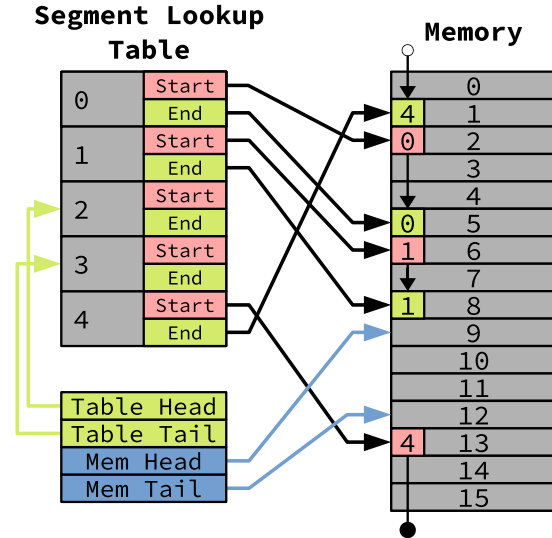 Segment Lookup
Table
0
Start
End
1
Start
End
2
Start
End
3
Start
End
4
Start
End
Table Head
Table Tail
Mem Head
Mem Tail
Memory
0
4 1
0 2
3
4
0 5
1 6
7
1 8
9
10
11
12
4 13
14
15